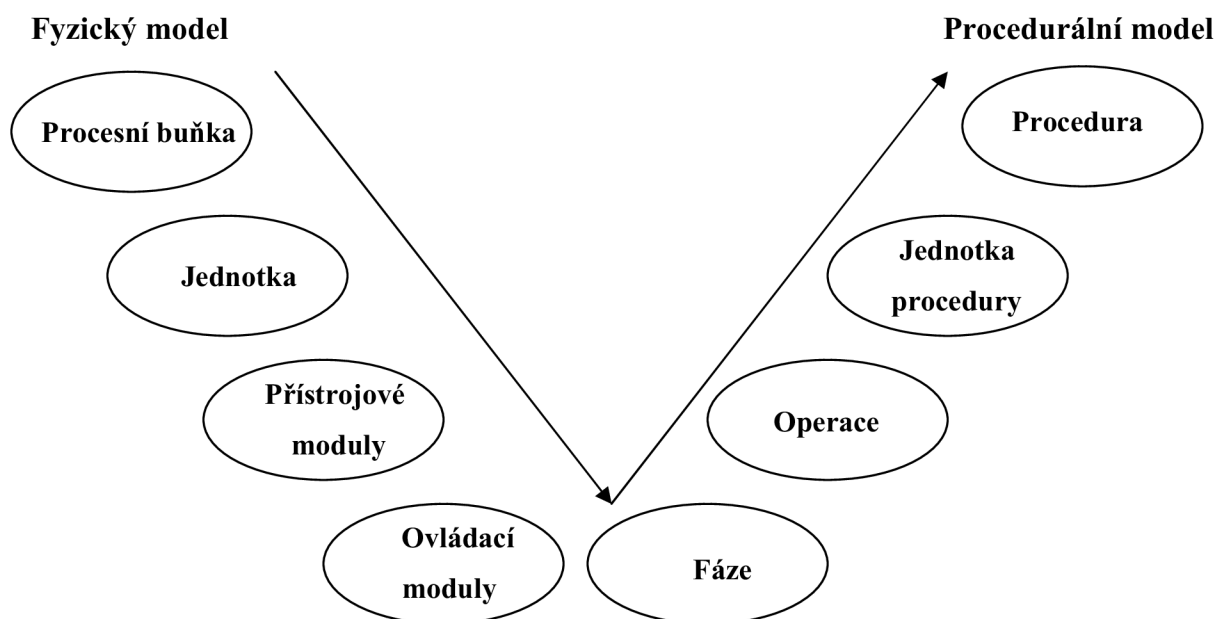 Fyzický model
Procedurální model
Procesní buňka
Procedura
Jednotka
Jednotka
procedury
Přístrojové
moduly
Operace
Ovládací
moduly
Fáze